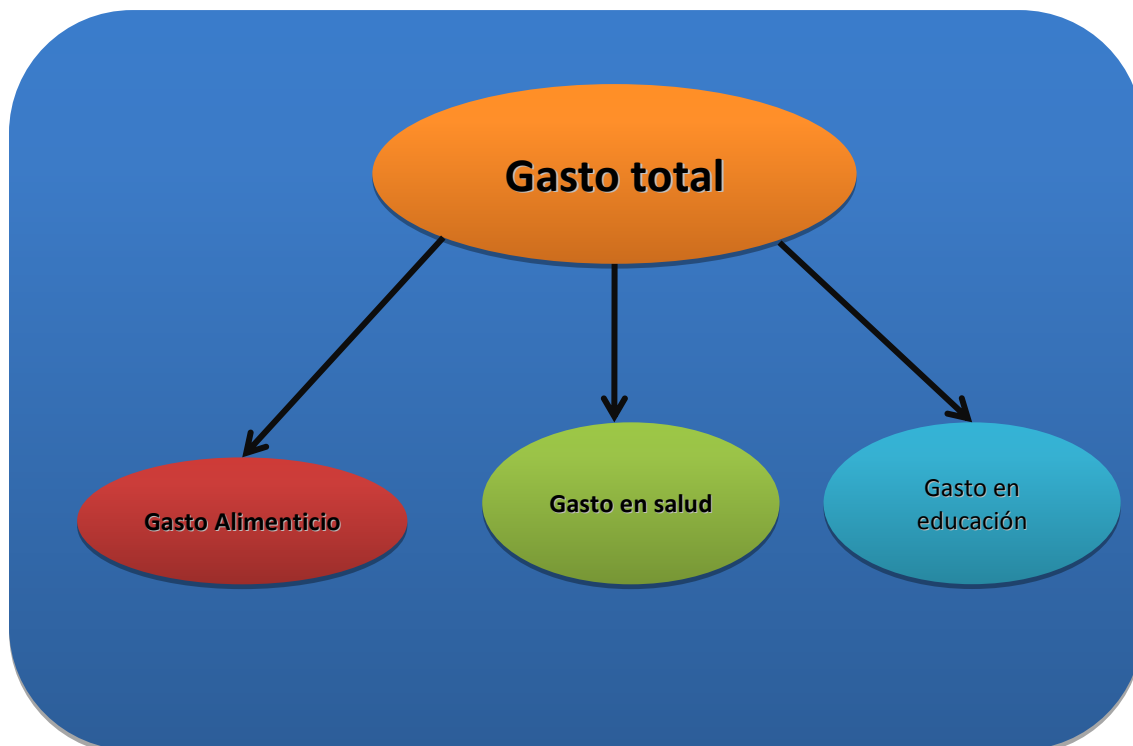 Gasto total
Gasto Alimenticio
Gasto en salud
Gasto en
educación